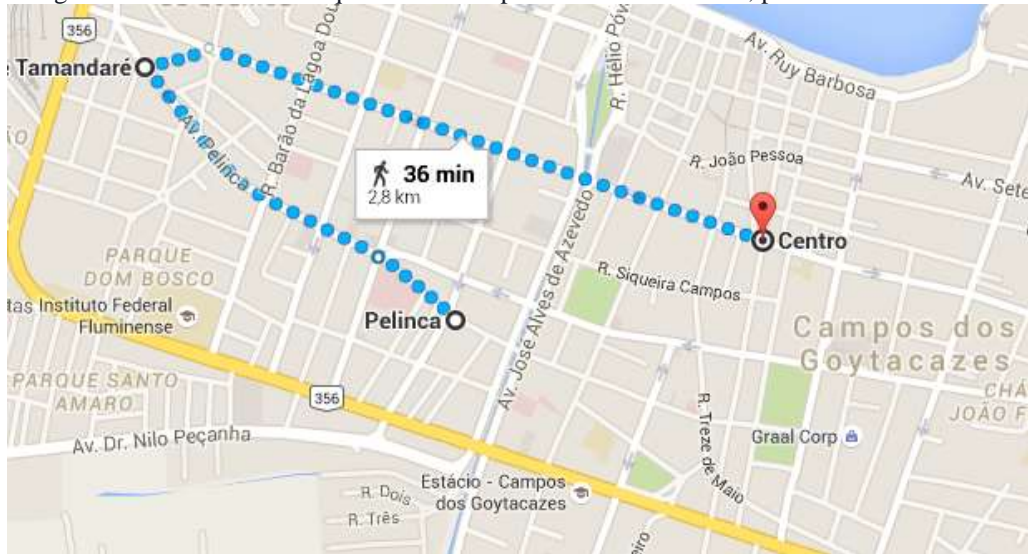 356
Av. Ruy Barbosa
R. Hélio Póv
Tamandaré
R. Barão da Lagoa Dou
Av. Pelinca
36 min
2,8 km
R. João Pessoa
Av. Sete
Centro
Av. José Alves de Azevedo
R. Siqueira Campos
PARQUE
DOM BOSCO
Instituto Federal
Fluminense
Pelinca
Campos dos
Goytacazes
PARQUE SANTO
AMARO
356
R. Treze de Maio
JOÃO F
Graal Corp
Av. Dr. Nilo Peçanha
Estácio - Campos
dos Goytacazes
R. Dois
R. Três